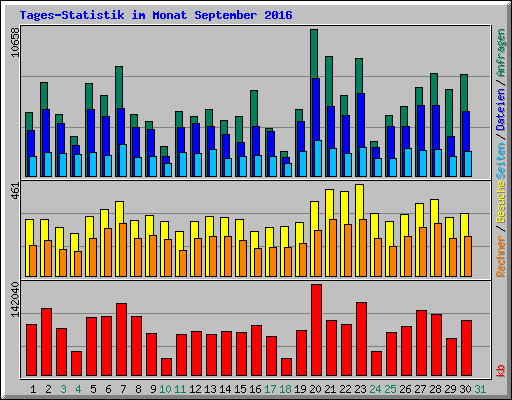 Tages-Statistik im Monat September 2016
10658
461
142040
Rechner / Besuche Seiten / Dateien / Anfragen
kb
1 2 3 4 5 6 7 8 9 10 11 12 13 14 15 16 17 18 19 20 21 22 23 24 25 26 27 28 29 30 31